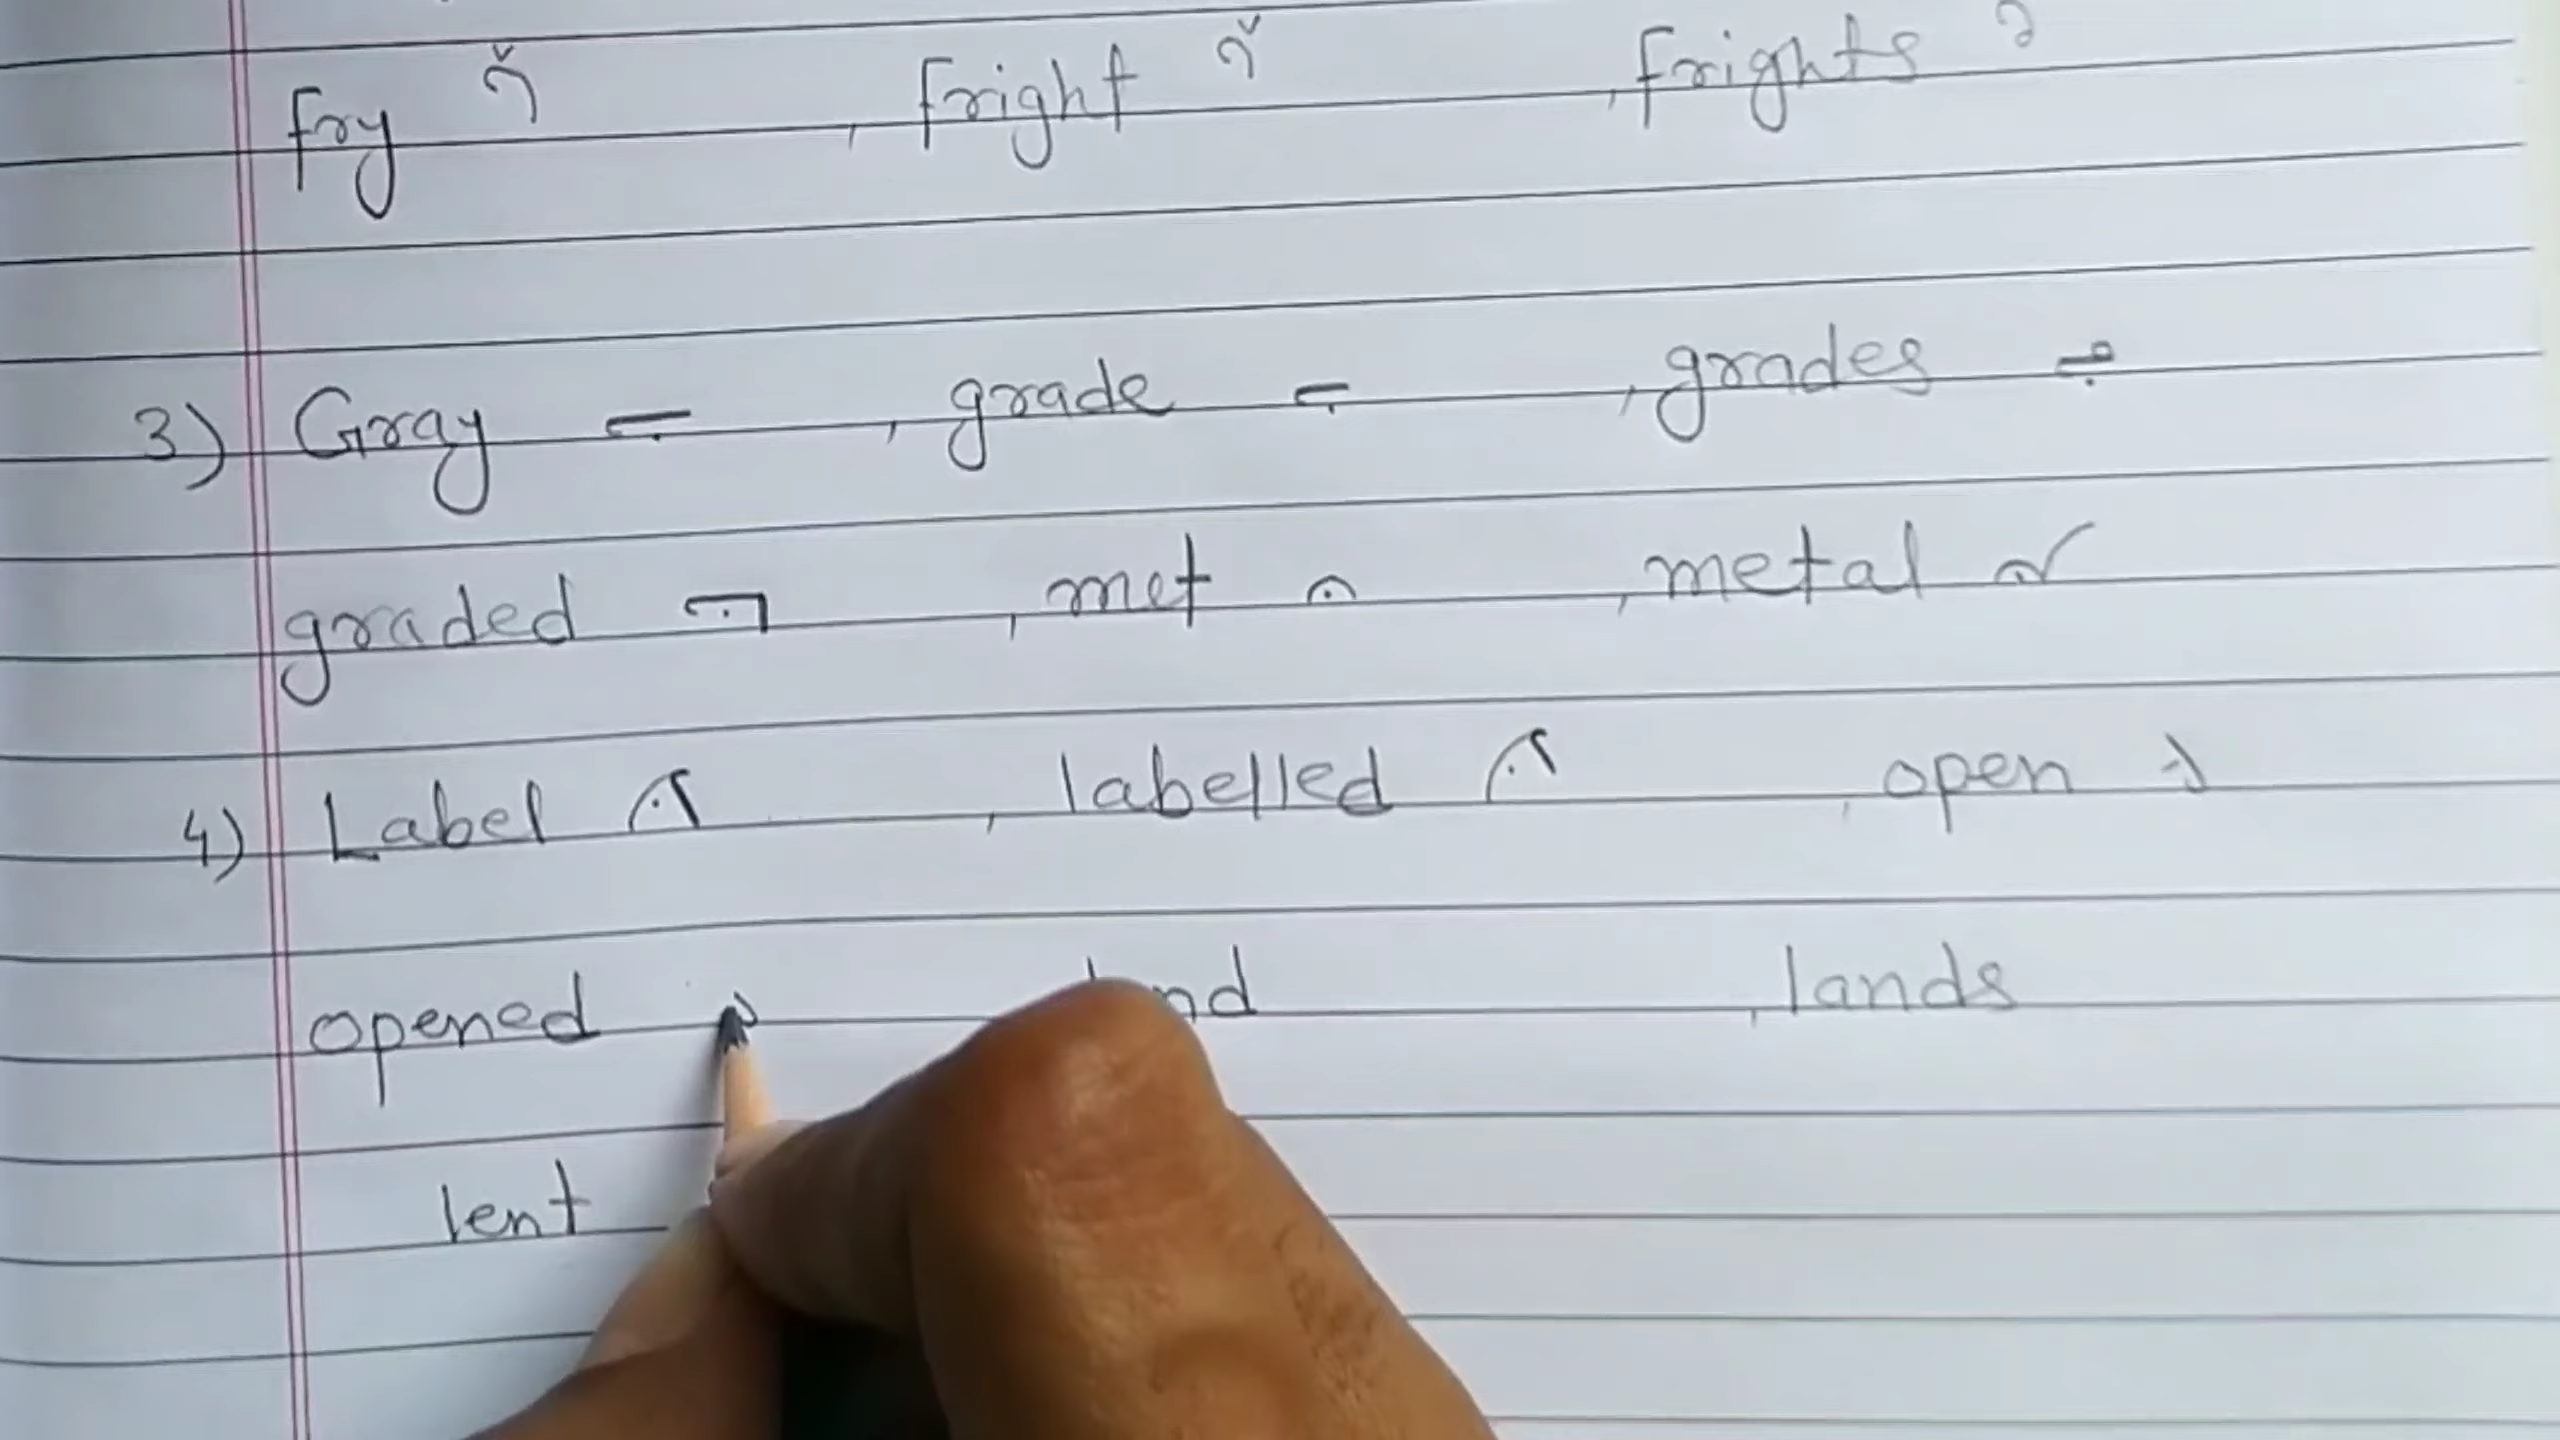 Fry , Fright , Frights
3) Gray , grade , grades
graded , met , metal
4) Label , labelled , open
opened , lands
lent